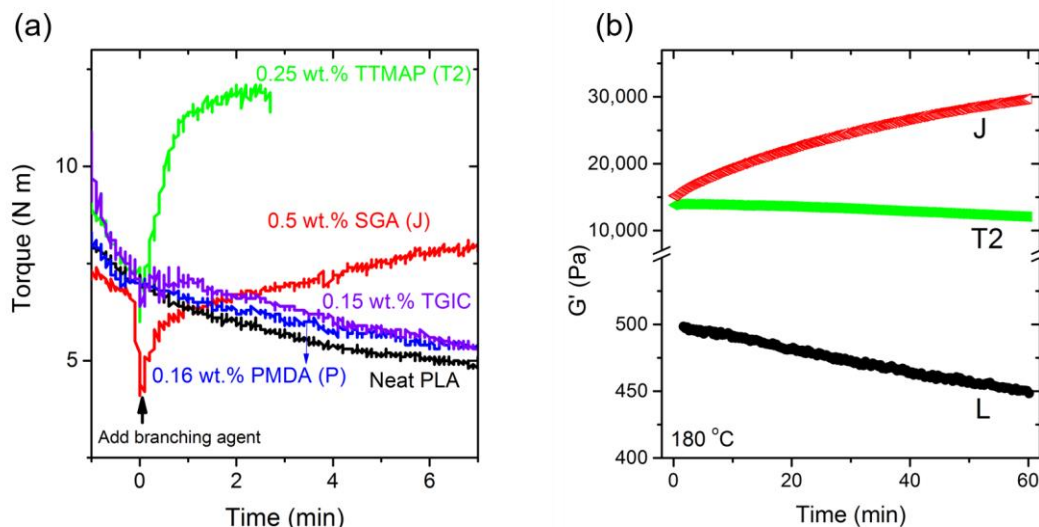 (a)
Torque (N m)
10
5
0.25 wt.% TTMAP (T2)
0.5 wt.% SGA (J)
0.15 wt.% TGIC
0.16 wt.% PMDA (P)
Neat PLA
Add branching agent
0 2 4 6
Time (min)
(b)
G' (Pa)
30,000
20,000
10,000
500
450
400
J
T2
L
180 °C
0 20 40 60
Time (min)